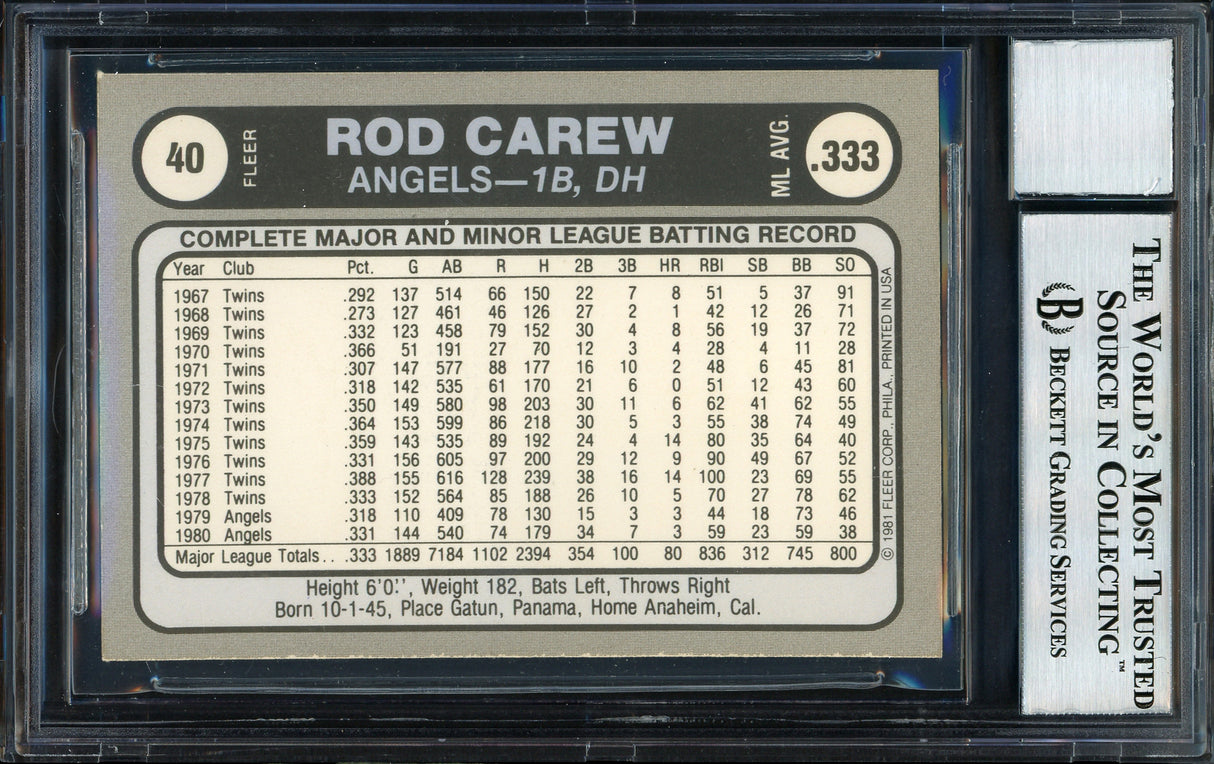 40 FLEER ROD CAREW ML AVG. .333
ANGELS—1B, DH
COMPLETE MAJOR AND MINOR LEAGUE BATTING RECORD
Year Club Pct. G AB R H 2B 3B HR RBI SB BB SO
1967 Twins .292 137 514 66 150 22 7 8 51 5 37 91
1968 Twins .273 127 461 46 126 27 2 1 42 12 26 71
1969 Twins .332 123 458 79 152 30 4 8 56 19 37 72
1970 Twins .366 51 191 27 70 12 3 4 28 4 11 28
1971 Twins .307 147 577 88 177 16 10 2 48 6 45 81
1972 Twins .318 142 535 61 170 21 6 0 51 12 43 60
1973 Twins .350 149 580 98 203 30 11 6 62 41 62 55
1974 Twins .364 153 599 86 218 30 5 3 55 38 74 49
1975 Twins .359 143 535 89 192 24 4 14 80 35 64 40
1976 Twins .331 156 605 97 200 29 12 9 90 49 67 52
1977 Twins .388 155 616 128 239 38 16 14 100 23 69 55
1978 Twins .333 152 564 85 188 26 10 5 70 27 78 62
1979 Angels .318 110 409 78 130 15 3 3 44 18 73 46
1980 Angels .331 144 540 74 179 34 7 3 59 23 59 38
Major League Totals.. .333 1889 7184 1102 2394 354 100 80 836 312 745 800
Height 6'0'' Weight 182, Bats Left, Throws Right
Born 10-1-45, Place Gatun, Panama, Home Anaheim, Cal.
© 1981 FLEER CORP., PHILA., PRINTED IN USA
THE WORLD'S MOST TRUSTED
SOURCE IN COLLECTING™
B BECKETT GRADING SERVICES